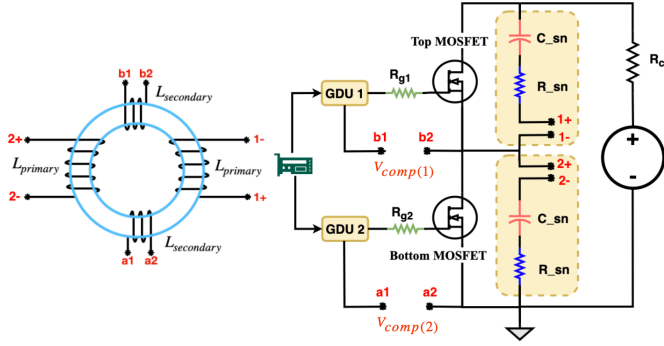 b1 b2
L_secondary
2+
1-
L_primary
L_primary
2-
1+
L_secondary
a1 a2
Top MOSFET
C_sn
R_g1
GDU 1
R_sn
R_c
1+
b1 b2
1-
V_comp(1)
+
2+
2-
-
R_g2
C_sn
GDU 2
Bottom MOSFET
R_sn
a1 a2
V_comp(2)